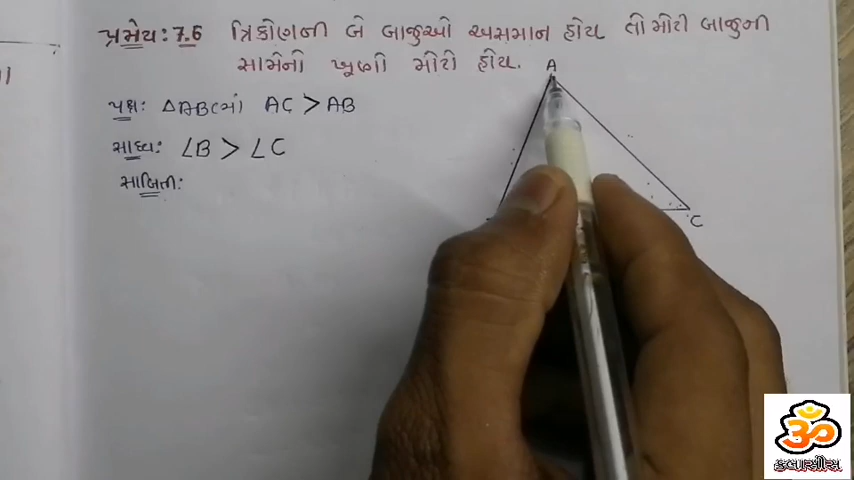 પ્રમેય: 7.6 ત્રિકોણની બે બાજુઓ અસમાન હોય તો મોટી બાજુની
સામેનો ખૂણો મોટો હોય.
પક્ષ: △ABCમાં AC > AB
સાધ્ય: ∠B > ∠C
સાબિતી:
A
C
ૐ
ક્લાસીસ